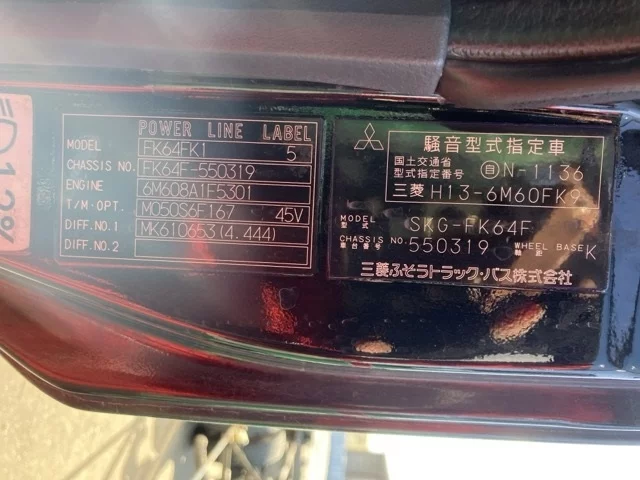 POWER LINE LABEL
MODEL FK64FK1 5
CHASSIS NO. FK64F-550319
ENGINE 6M608A1F5301
T/M・OPT. M050S6F167 45V
DIFF.NO.1 MK610653(4.444)
DIFF.NO.2
騒音型式指定車
国土交通省
型式指定番号 自N-1136
三菱 H13-6M60FK9
MODEL
型式 SKG-FK64F
CHASSIS NO.
車台番号 550319 WHEEL BASE
軸距 K
三菱ふそうトラック・バス株式会社